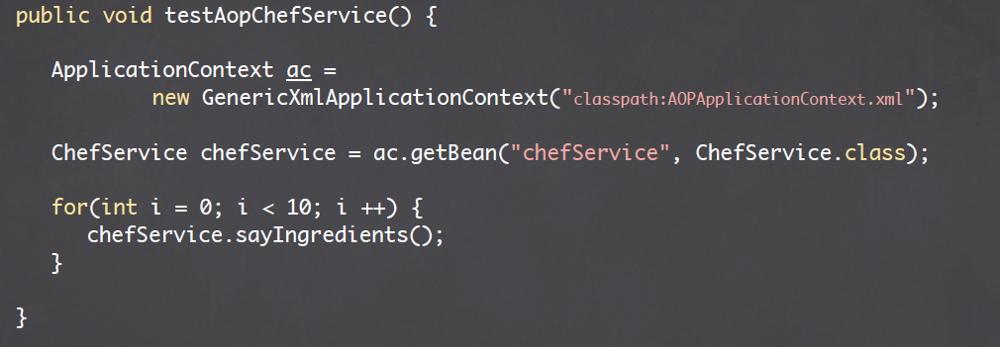 public void testAopChefService() {
ApplicationContext ac =
new GenericXmlApplicationContext("classpath:AOPApplicationContext.xml");
ChefService chefService = ac.getBean("chefService", ChefService.class);
for(int i = 0; i < 10; i ++) {
chefService.sayIngredients();
}
}